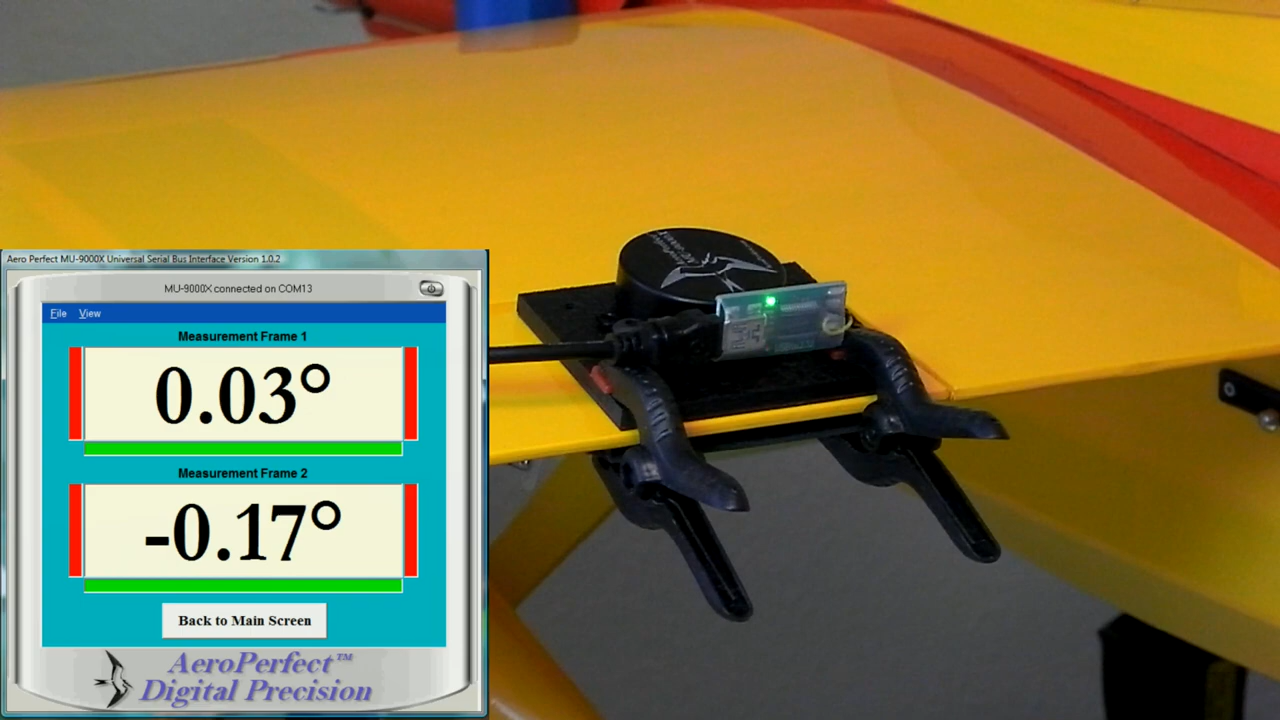 Aero Perfect MU-9000X Universal Serial Bus Interface Version 1.0.2
MU-9000X connected on COM13
File View
Measurement Frame 1
0.03°
Measurement Frame 2
-0.17°
Back to Main Screen
AeroPerfect™
Digital Precision